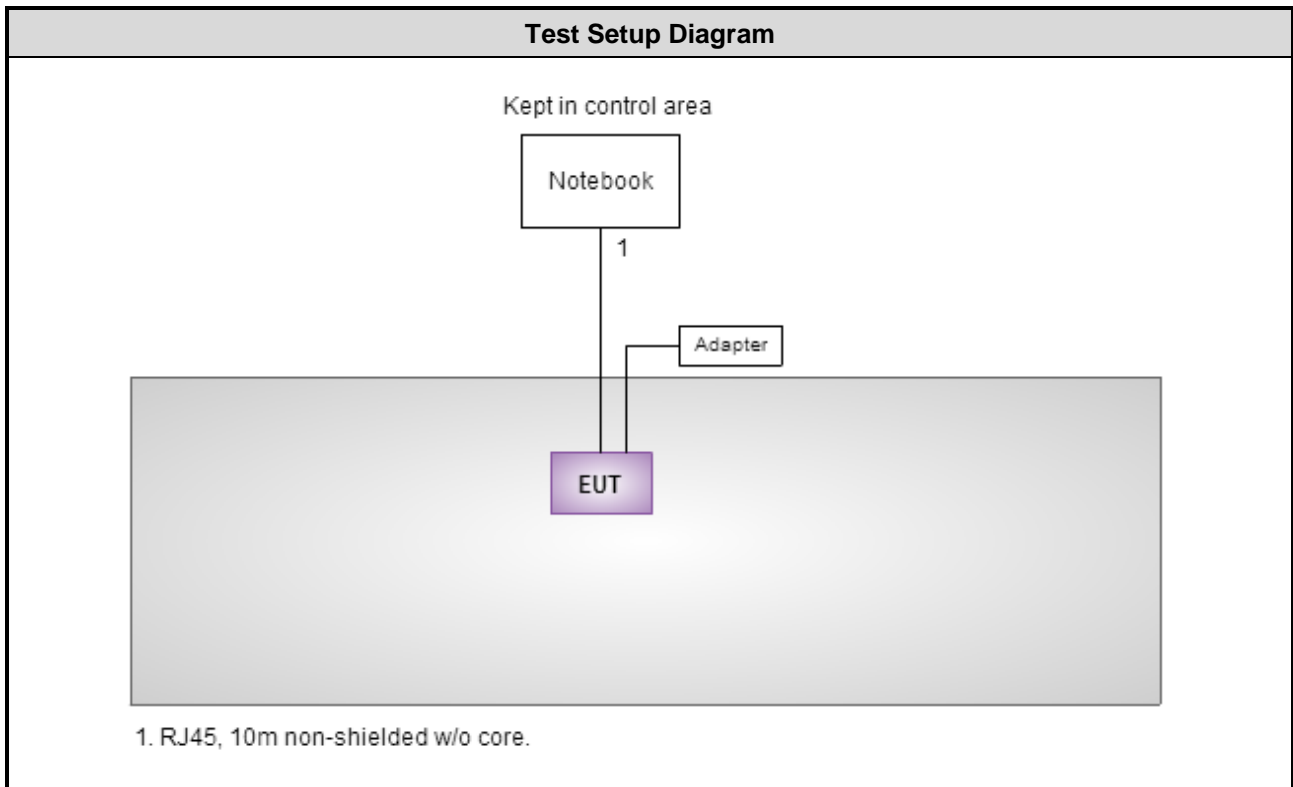 Test Setup Diagram
Kept in control area
Notebook
1
Adapter
EUT
1. RJ45, 10m non-shielded w/o core.